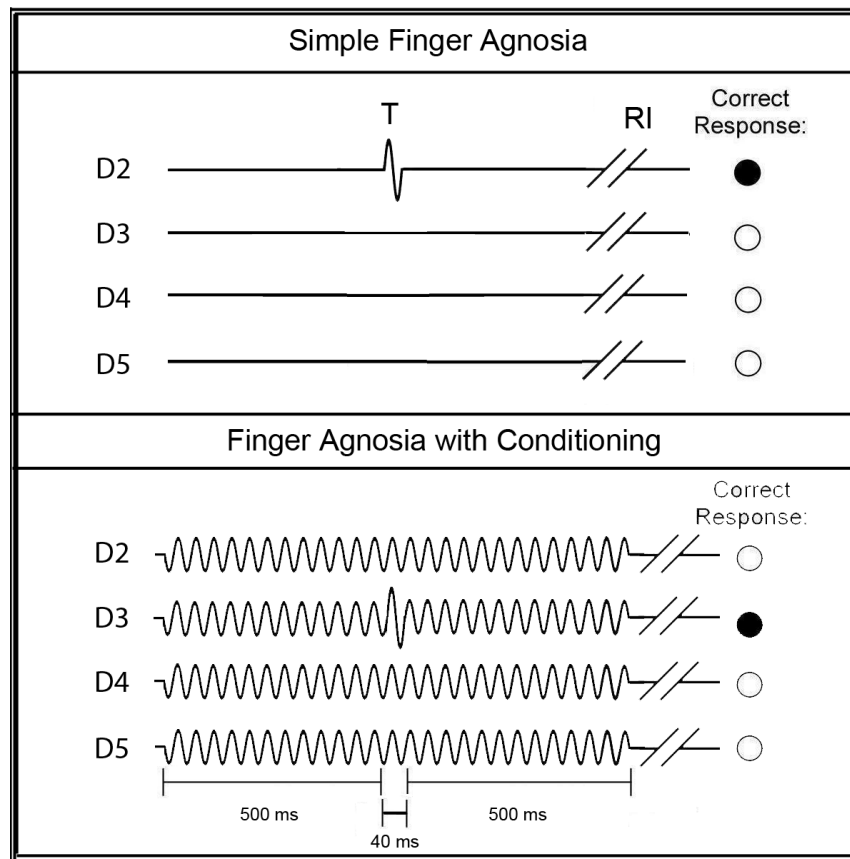 Simple Finger Agnosia
T
RI
Correct
Response:
D2
D3
D4
D5
Finger Agnosia with Conditioning
Correct
Response:
D2
D3
D4
D5
500 ms
500 ms
40 ms